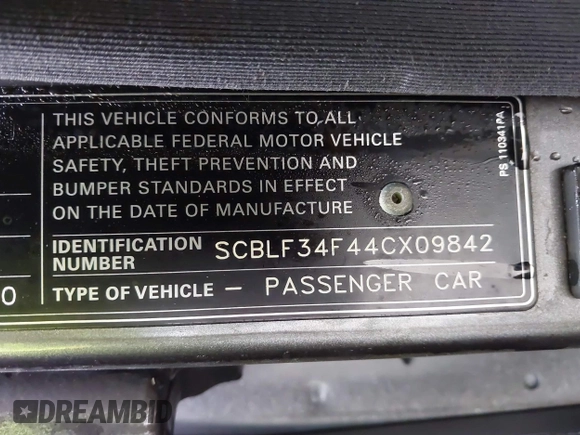 THIS VEHICLE CONFORMS TO ALL
APPLICABLE FEDERAL MOTOR VEHICLE
SAFETY, THEFT PREVENTION AND
BUMPER STANDARDS IN EFFECT
ON THE DATE OF MANUFACTURE
PS 110341PA
IDENTIFICATION
NUMBER
SCBLF34F44CX09842
0 TYPE OF VEHICLE – PASSENGER CAR
DREAMBID